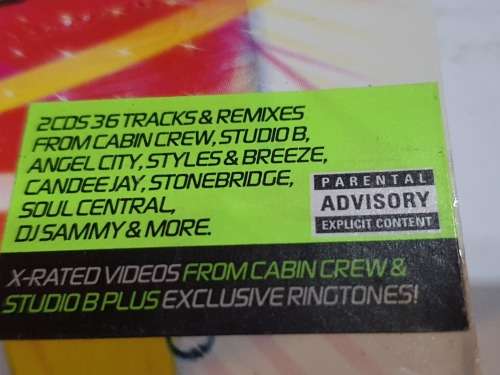 2CDS 36 TRACKS & REMIXES
FROM CABIN CREW, STUDIO B,
ANGEL CITY, STYLES & BREEZE,
CANDEE JAY, STONEBRIDGE,
SOUL CENTRAL,
DJ SAMMY & MORE.
PARENTAL
ADVISORY
EXPLICIT CONTENT
X-RATED VIDEOS FROM CABIN CREW &
STUDIO B PLUS EXCLUSIVE RINGTONES!